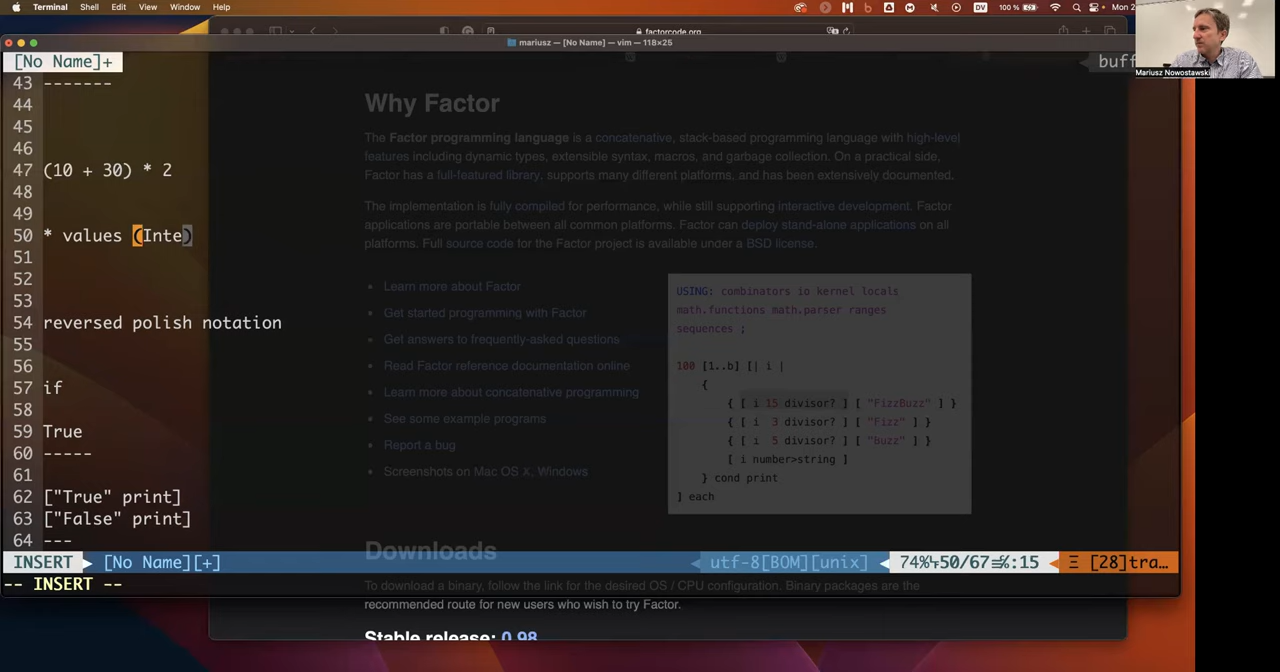 Terminal Shell Edit View Window Help
100 % Mon 2
factorcode.org
mariusz — [No Name] — vim — 118×25
Mariusz Nowostawski
[No Name]+
buff
43 -------
44
45
46
47 (10 + 30) * 2
48
49
50 * values (Inte)
51
52
53
54 reversed polish notation
55
56
57 if
58
59 True
60 -----
61
62 ["True" print]
63 ["False" print]
64 ---
Why Factor
The Factor programming language is a concatenative, stack-based programming language with high-level
features including dynamic types, extensible syntax, macros, and garbage collection. On a practical side,
Factor has a full-featured library, supports many different platforms, and has been extensively documented.
The implementation is fully compiled for performance, while still supporting interactive development. Factor
applications are portable between all common platforms. Factor can deploy stand-alone applications on all
platforms. Full source code for the Factor project is available under a BSD license.
Learn more about Factor
Get started programming with Factor
Get answers to frequently-asked questions
Read Factor reference documentation online
Learn more about concatenative programming
See some example programs
Report a bug
Screenshots on Mac OS X, Windows
USING: combinators io kernel locals
math.functions math.parser ranges
sequences ;
100 [1..b] [| i |
{
{ [ i 15 divisor? ] [ "FizzBuzz" ] }
{ [ i 3 divisor? ] [ "Fizz" ] }
{ [ i 5 divisor? ] [ "Buzz" ] }
[ i number>string ]
} cond print
] each
Downloads
INSERT [No Name][+] utf-8[BOM][unix] 74% 50/67 :15 Ξ [28]tra…
-- INSERT --
To download a binary, follow the link for the desired OS / CPU configuration. Binary packages are the
recommended route for new users who wish to try Factor.
Stable release: 0.98